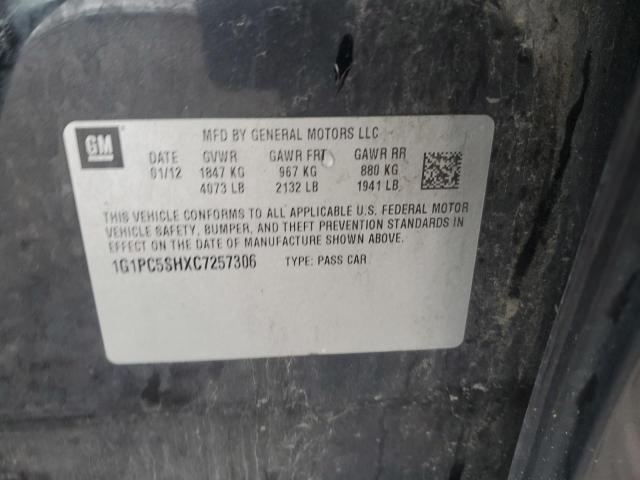 GM
MFD BY GENERAL MOTORS LLC
DATE GVWR GAWR FRT GAWR RR
01/12 1847 KG 967 KG 880 KG
4073 LB 2132 LB 1941 LB
THIS VEHICLE CONFORMS TO ALL APPLICABLE U.S. FEDERAL MOTOR
VEHICLE SAFETY, BUMPER, AND THEFT PREVENTION STANDARDS IN
EFFECT ON THE DATE OF MANUFACTURE SHOWN ABOVE.
1G1PC5SHXC7257306 TYPE: PASS CAR